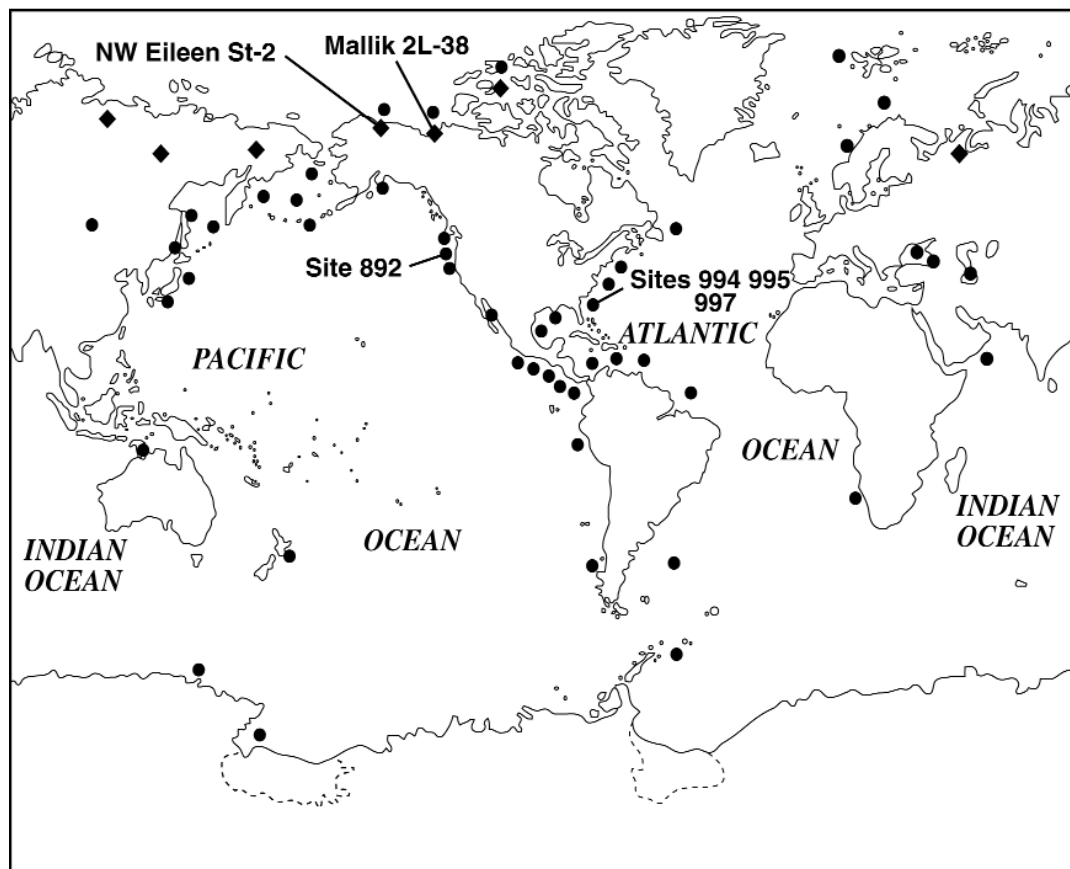 NW Eileen St-2
Mallik 2L-38
Site 892
Sites 994 995
997
ATLANTIC
PACIFIC
OCEAN
INDIAN
OCEAN
OCEAN
INDIAN
OCEAN